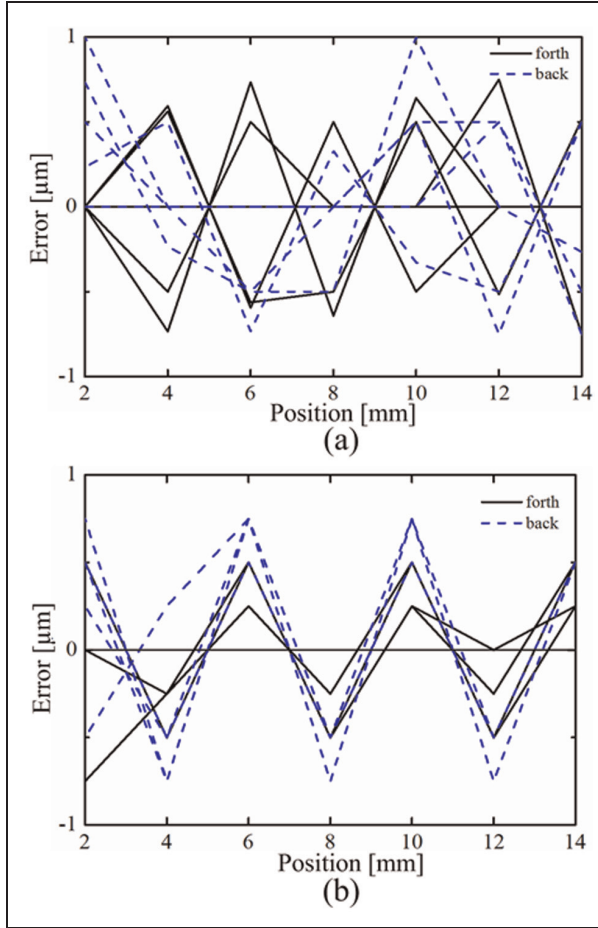 1
forth
back
Error [μm]
0
-1
2 4 6 8 10 12 14
Position [mm]
(a)
1
forth
back
Error [μm]
0
-1
2 4 6 8 10 12 14
Position [mm]
(b)